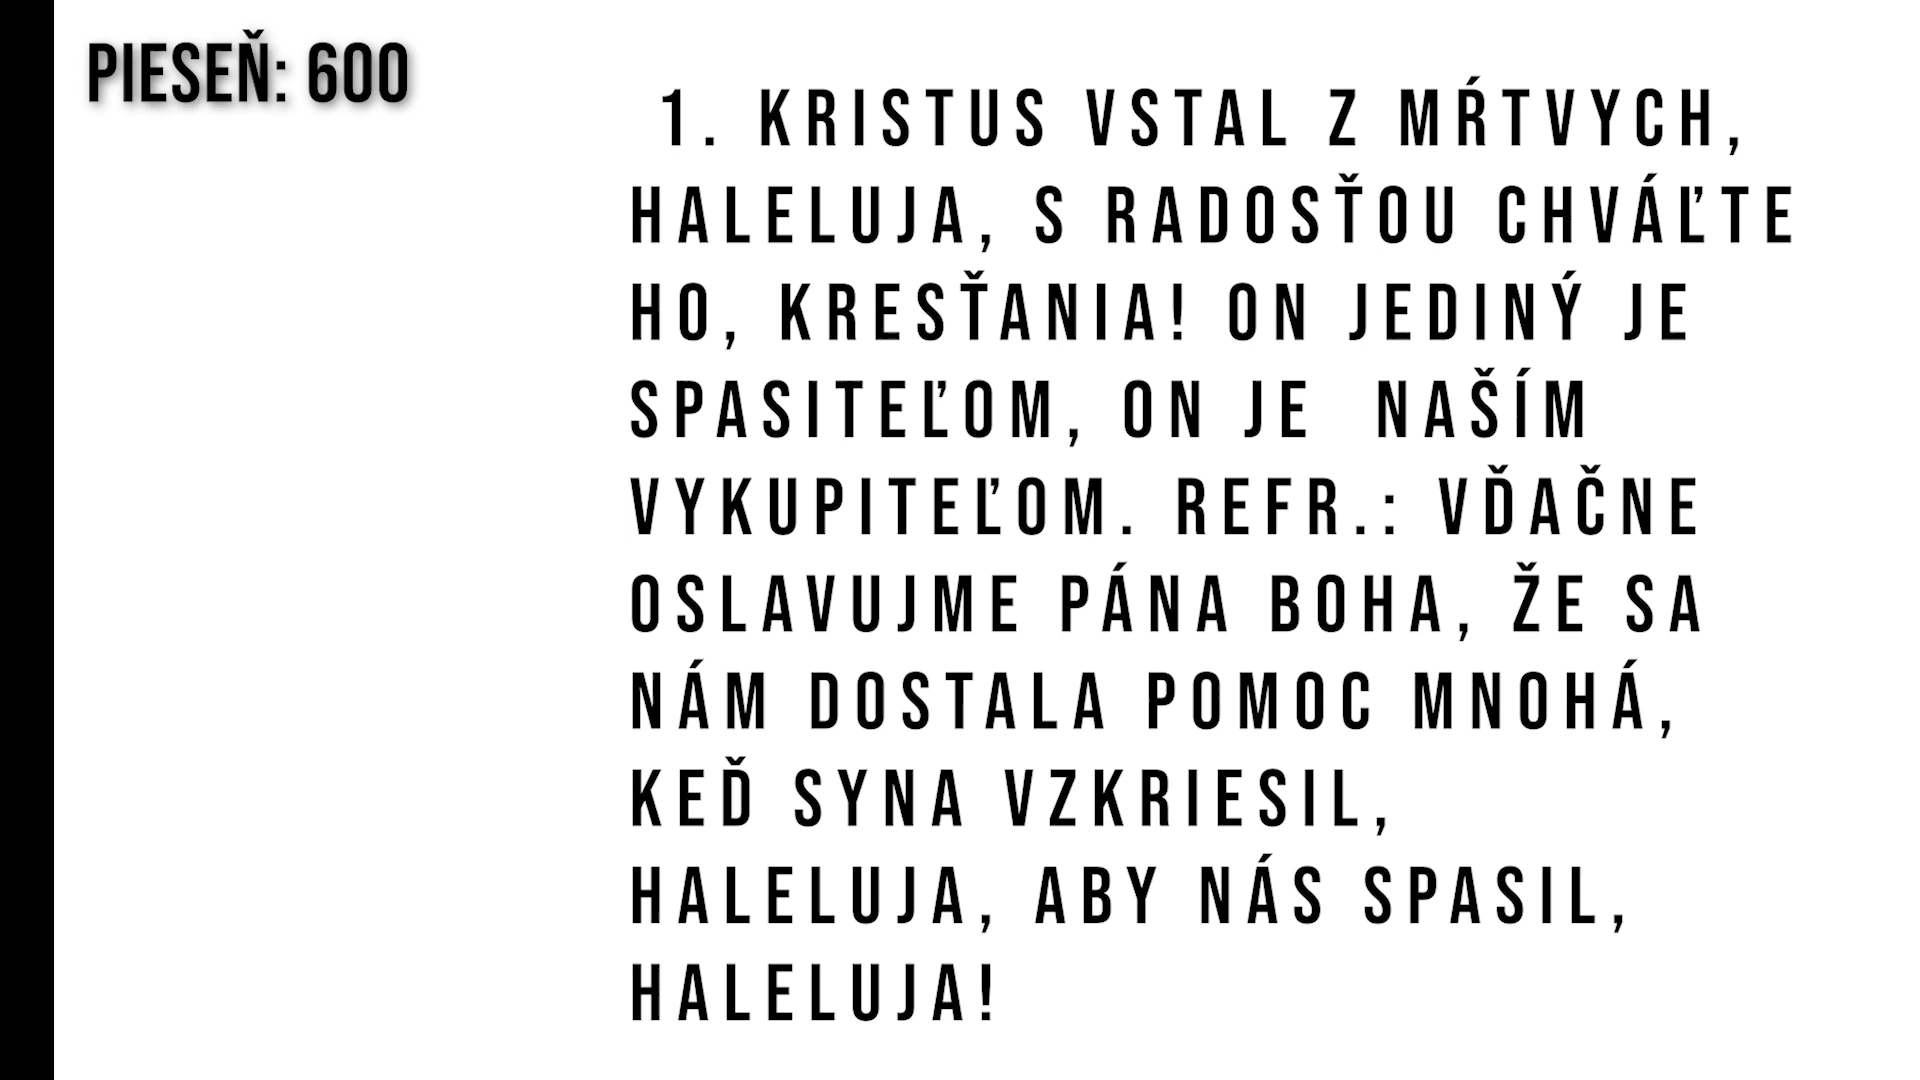 PIESEŇ: 600
1. KRISTUS VSTAL Z MŔTVYCH,
HALELUJA, S RADOSŤOU CHVÁĽTE
HO, KRESŤANIA! ON JEDINÝ JE
SPASITEĽOM, ON JE  NAŠÍM
VYKUPITEĽOM. REFR.: VĎAČNE
OSLAVUJME PÁNA BOHA, ŽE SA
NÁM DOSTALA POMOC MNOHÁ,
KEĎ SYNA VZKRIESIL,
HALELUJA, ABY NÁS SPASIL,
HALELUJA!